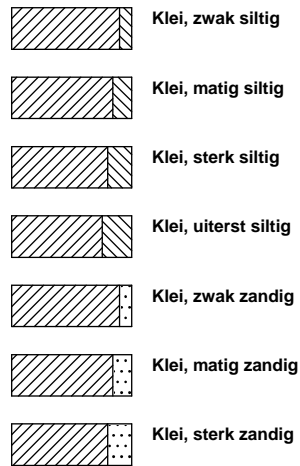 Klei, zwak siltig
Klei, matig siltig
Klei, sterk siltig
Klei, uiterst siltig
Klei, zwak zandig
Klei, matig zandig
Klei, sterk zandig